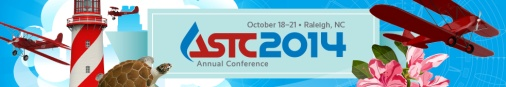 October 18–21 • Raleigh, NC
ASTC2014
Annual Conference